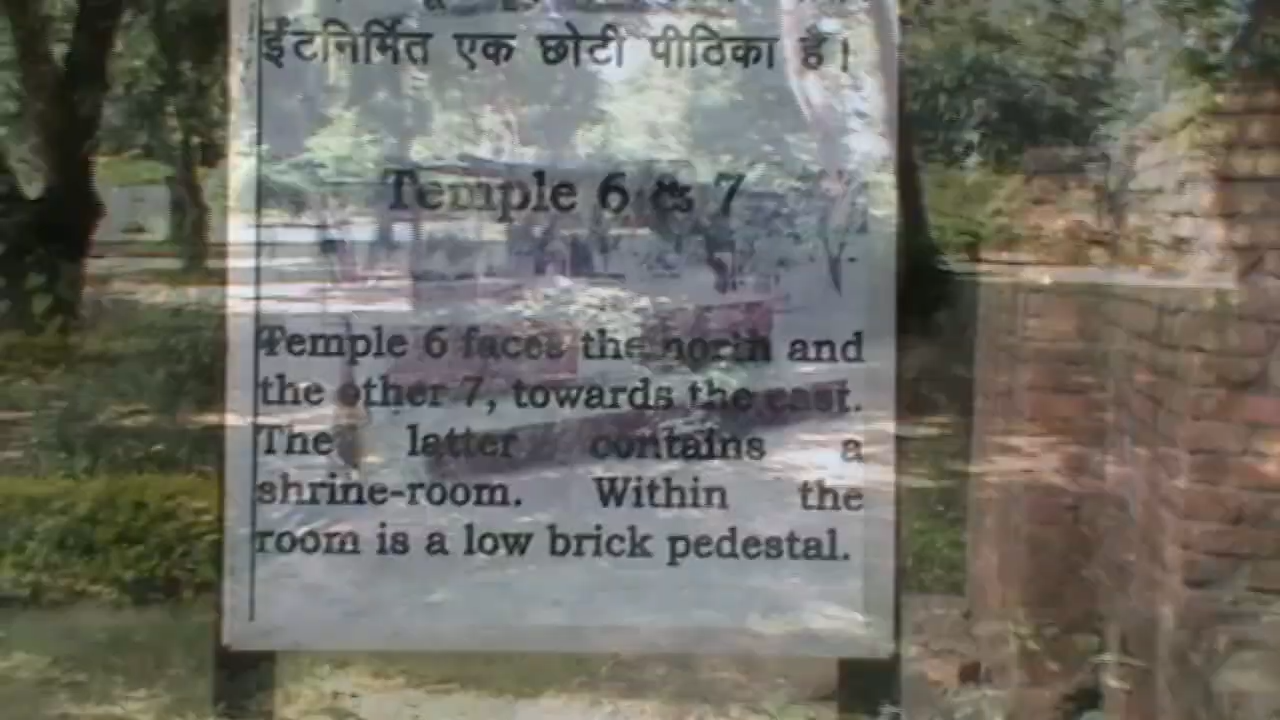 ईंटनिर्मित एक छोटी पीठिका है।
Temple 6 & 7
Temple 6 faces the north and
the other 7, towards the east.
The latter contains a
shrine-room. Within the
room is a low brick pedestal.